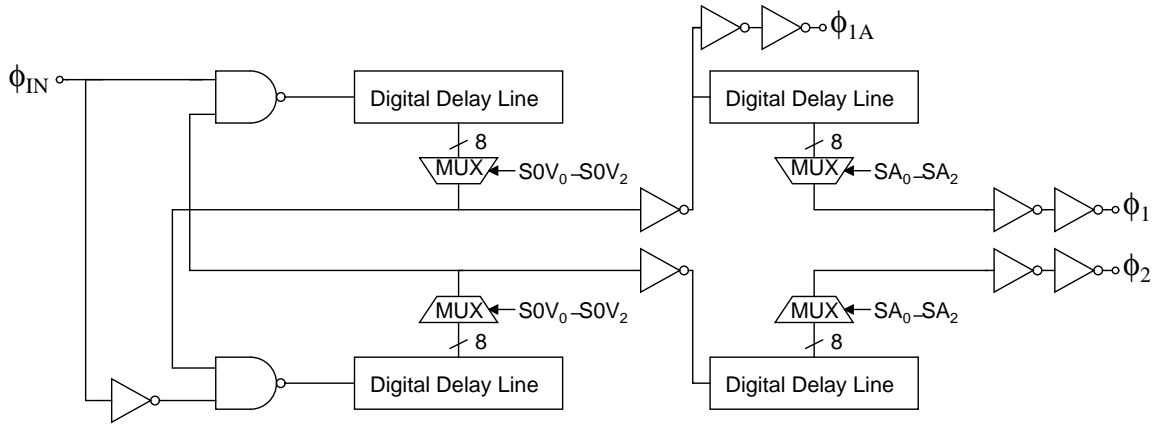 ϕ1A
ϕIN
Digital Delay Line
Digital Delay Line
8
8
MUX
S0V0–S0V2
MUX
SA0–SA2
ϕ1
ϕ2
MUX
S0V0–S0V2
MUX
SA0–SA2
8
8
Digital Delay Line
Digital Delay Line